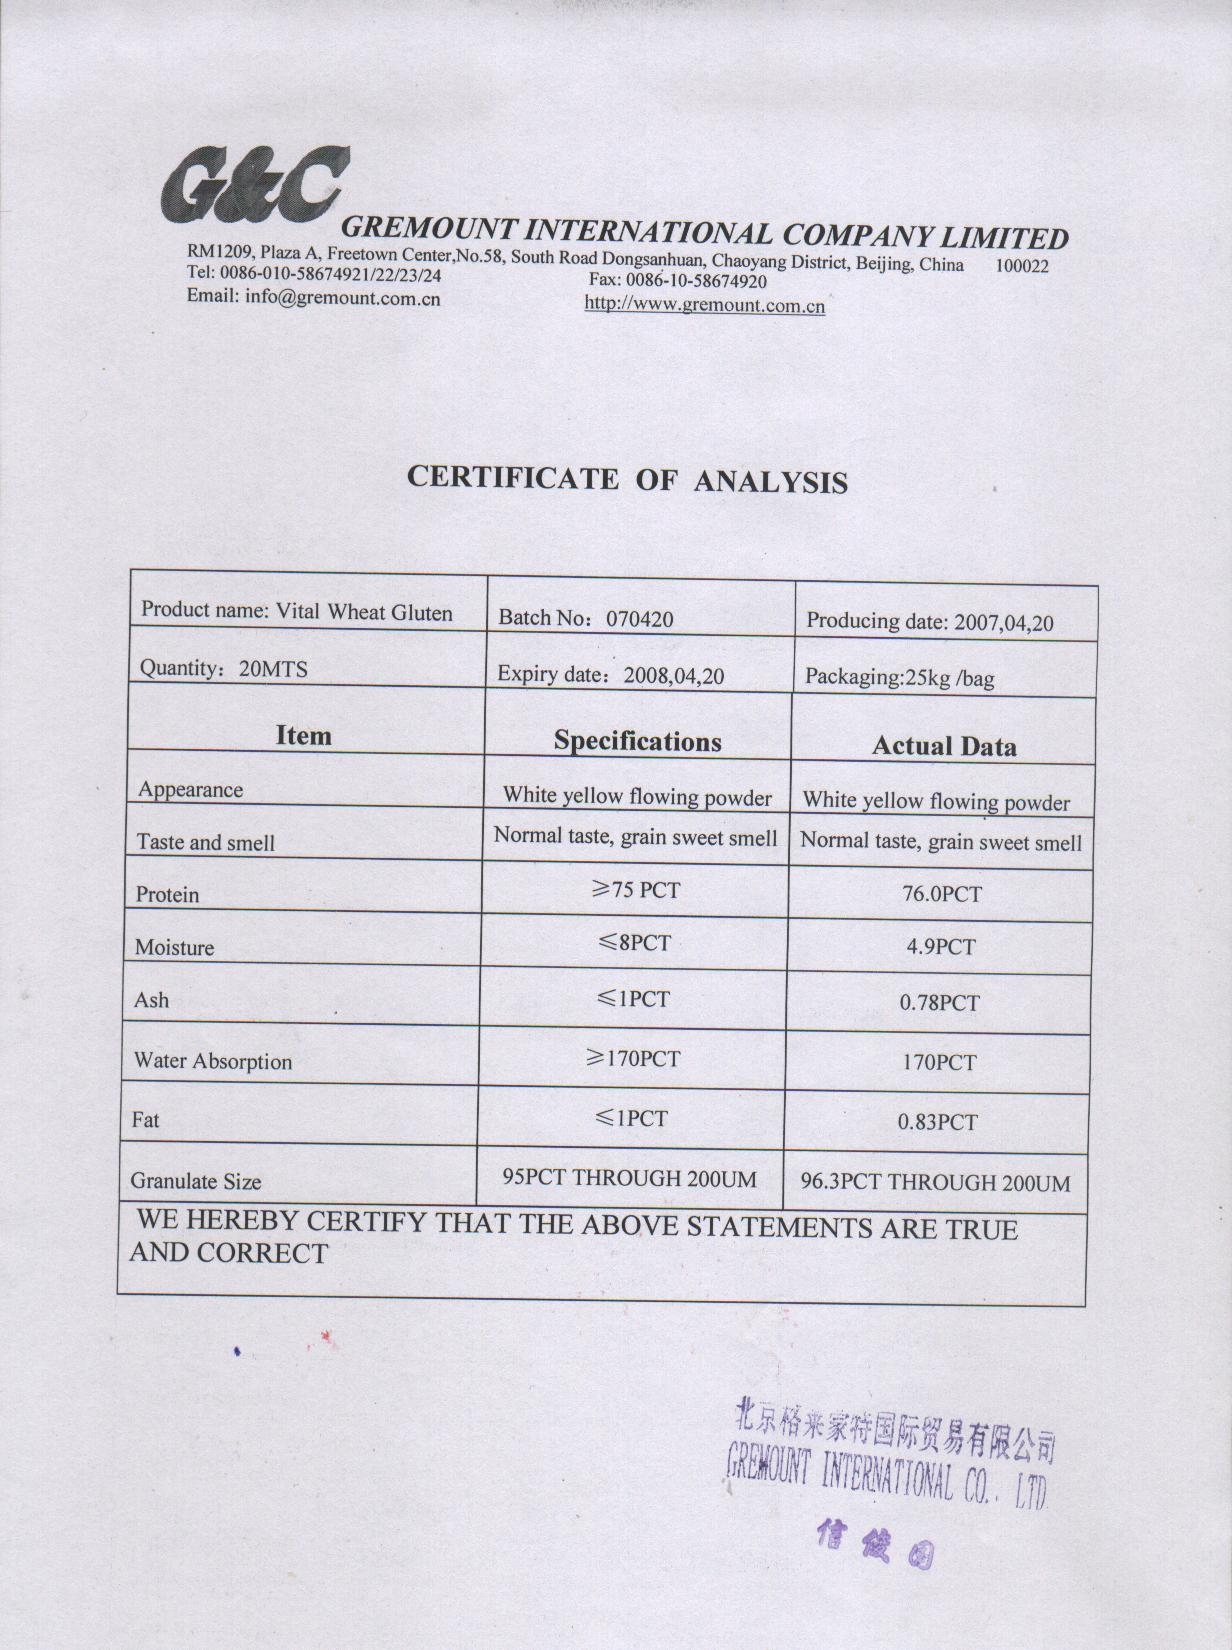 G&C
GREMOUNT INTERNATIONAL COMPANY LIMITED
RM1209, Plaza A, Freetown Center,No.58, South Road Dongsanhuan, Chaoyang District, Beijing, China 100022
Tel: 0086-010-58674921/22/23/24 Fax: 0086-10-58674920
Email: info@gremount.com.cn http://www.gremount.com.cn
CERTIFICATE OF ANALYSIS
Product name: Vital Wheat Gluten Batch No: 070420 Producing date: 2007,04,20
Quantity: 20MTS Expiry date: 2008,04,20 Packaging:25kg /bag
Item Specifications Actual Data
Appearance White yellow flowing powder White yellow flowing powder
Taste and smell Normal taste, grain sweet smell Normal taste, grain sweet smell
Protein ≥75 PCT 76.0PCT
Moisture ≤8PCT 4.9PCT
Ash ≤1PCT 0.78PCT
Water Absorption ≥170PCT 170PCT
Fat ≤1PCT 0.83PCT
Granulate Size 95PCT THROUGH 200UM 96.3PCT THROUGH 200UM
WE HEREBY CERTIFY THAT THE ABOVE STATEMENTS ARE TRUE
AND CORRECT
北京格来家特国际贸易有限公司
GREMOUNT INTERNATIONAL CO., LTD
信俊